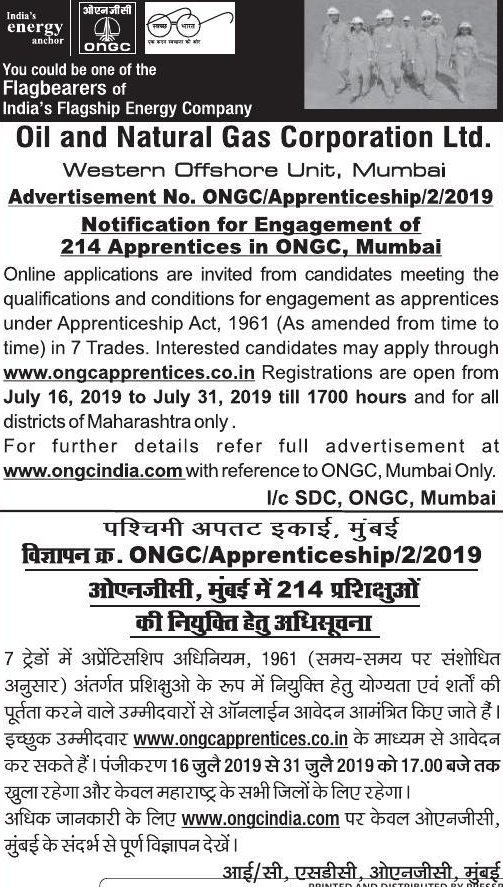 India's
energy
anchor
ओएनजीसी
ONGC
स्वच्छ भारत
एक कदम स्वच्छता की ओर
You could be one of the
Flagbearers of
India's Flagship Energy Company
Oil and Natural Gas Corporation Ltd.
Western Offshore Unit, Mumbai
Advertisement No. ONGC/Apprenticeship/2/2019
Notification for Engagement of
214 Apprentices in ONGC, Mumbai
Online applications are invited from candidates meeting the
qualifications and conditions for engagement as apprentices
under Apprenticeship Act, 1961 (As amended from time to
time) in 7 Trades. Interested candidates may apply through
www.ongcapprentices.co.in Registrations are open from
July 16, 2019 to July 31, 2019 till 1700 hours and for all
districts of Maharashtra only .
For further details refer full advertisement at
www.ongcindia.com with reference to ONGC, Mumbai Only.
I/c SDC, ONGC, Mumbai
पश्चिमी अपतट इकाई, मुंबई
विज्ञापन क्र. ONGC/Apprenticeship/2/2019
ओएनजीसी, मुंबई में 214 प्रशिक्षुओं
की नियुक्ति हेतु अधिसूचना
7 ट्रेडों में अप्रेंटिसशिप अधिनियम, 1961 (समय-समय पर संशोधित
अनुसार) अंतर्गत प्रशिक्षुओ के रूप में नियुक्ति हेतु योग्यता एवं शर्तो की
पूर्तता करने वाले उम्मीदवारों से ऑनलाईन आवेदन आमंत्रित किए जाते हैं।
इच्छुक उम्मीदवार www.ongcapprentices.co.in के माध्यम से आवेदन
कर सकते हैं। पंजीकरण 16 जुलै 2019 से 31 जुलै 2019 को 17.00 बजे तक
खुला रहेगा और केवल महाराष्ट्र के सभी जिलों के लिए रहेगा।
अधिक जानकारी के लिए www.ongcindia.com पर केवल ओएनजीसी,
मुंबई के संदर्भ से पूर्ण विज्ञापन देखें।
आई/सी, एसडीसी, ओएनजीसी, मुंबई
PRINTED AND DISTRIBUTED BY